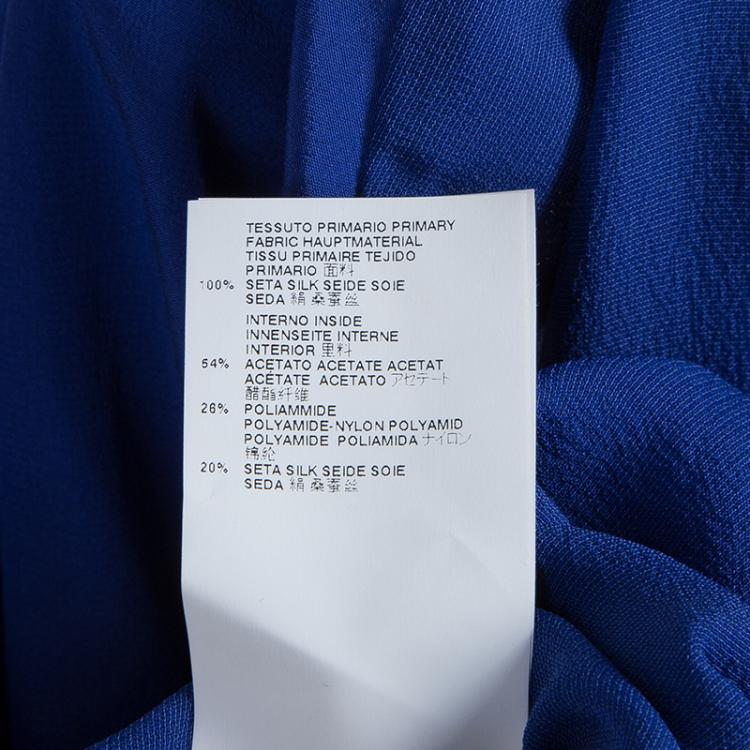 TESSUTO PRIMARIO PRIMARY
FABRIC HAUPTMATERIAL
TISSU PRIMAIRE TEJIDO
PRIMARIO 面料
100% SETA SILK SEIDE SOIE
SEDA 絹 桑蚕丝
INTERNO INSIDE
INNENSEITE INTERNE
INTERIOR 里料
54% ACETATO ACETATE ACETAT
ACÉTATE ACETATO アセテート
醋酯纤维
26% POLIAMMIDE
POLYAMIDE-NYLON POLYAMID
POLYAMIDE POLIAMIDA ナイロン
锦纶
20% SETA SILK SEIDE SOIE
SEDA 絹 桑蚕丝